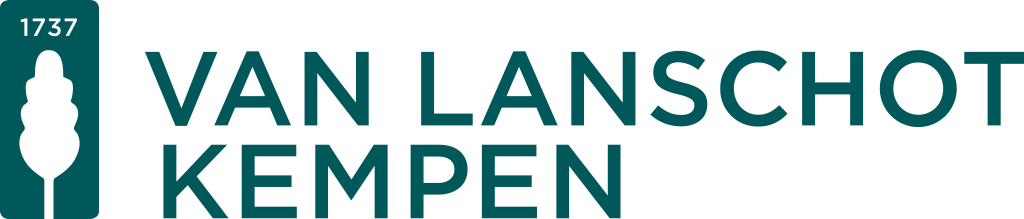 1737
VAN LANSCHOT
KEMPEN